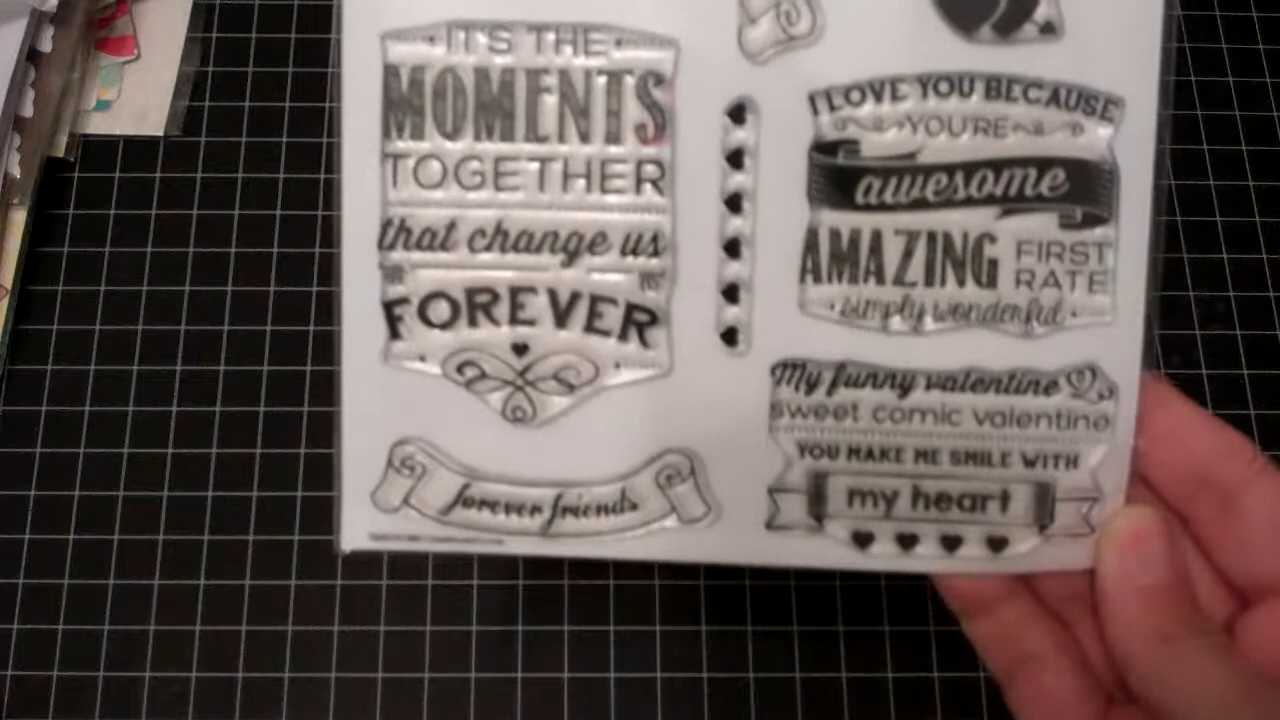 IT'S THE
MOMENTS
TOGETHER
that change us
FOREVER
forever friends
I LOVE YOU BECAUSE
YOU'RE
awesome
AMAZING FIRST RATE
simply wonderful
My funny valentine
sweet comic valentine
YOU MAKE ME SMILE WITH
my heart